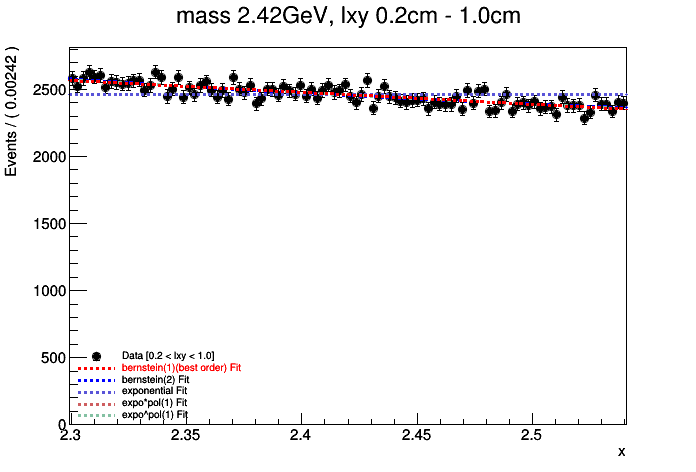 mass 2.42GeV, lxy 0.2cm - 1.0cm
Events / ( 0.00242 )
2500
2000
1500
1000
500
0
Data [0.2 < lxy < 1.0]
bernstein(1)(best order) Fit
bernstein(2) Fit
exponential Fit
expo*pol(1) Fit
expo^pol(1) Fit
2.3 2.35 2.4 2.45 2.5
x